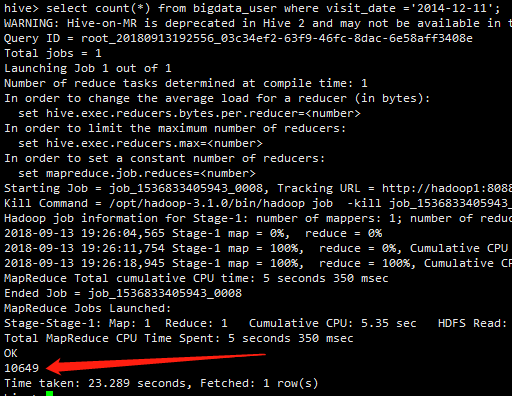 hive> select count(*) from bigdata_user where visit_date ='2014-12-11';
WARNING: Hive-on-MR is deprecated in Hive 2 and may not be available in t
Query ID = root_20180913192556_03c34ef2-63f9-46fc-8dac-6e58aff3408e
Total jobs = 1
Launching Job 1 out of 1
Number of reduce tasks determined at compile time: 1
In order to change the average load for a reducer (in bytes):
  set hive.exec.reducers.bytes.per.reducer=<number>
In order to limit the maximum number of reducers:
  set hive.exec.reducers.max=<number>
In order to set a constant number of reducers:
  set mapreduce.job.reduces=<number>
Starting Job = job_1536833405943_0008, Tracking URL = http://hadoop1:8088
Kill Command = /opt/hadoop-3.1.0/bin/hadoop job  -kill job_1536833405943_
Hadoop job information for Stage-1: number of mappers: 1; number of reduc
2018-09-13 19:26:04,565 Stage-1 map = 0%,  reduce = 0%
2018-09-13 19:26:11,754 Stage-1 map = 100%,  reduce = 0%, Cumulative CPU
2018-09-13 19:26:18,945 Stage-1 map = 100%,  reduce = 100%, Cumulative C
MapReduce Total cumulative CPU time: 5 seconds 350 msec
Ended Job = job_1536833405943_0008
MapReduce Jobs Launched:
Stage-Stage-1: Map: 1  Reduce: 1   Cumulative CPU: 5.35 sec   HDFS Read:
Total MapReduce CPU Time Spent: 5 seconds 350 msec
OK
10649
Time taken: 23.289 seconds, Fetched: 1 row(s)